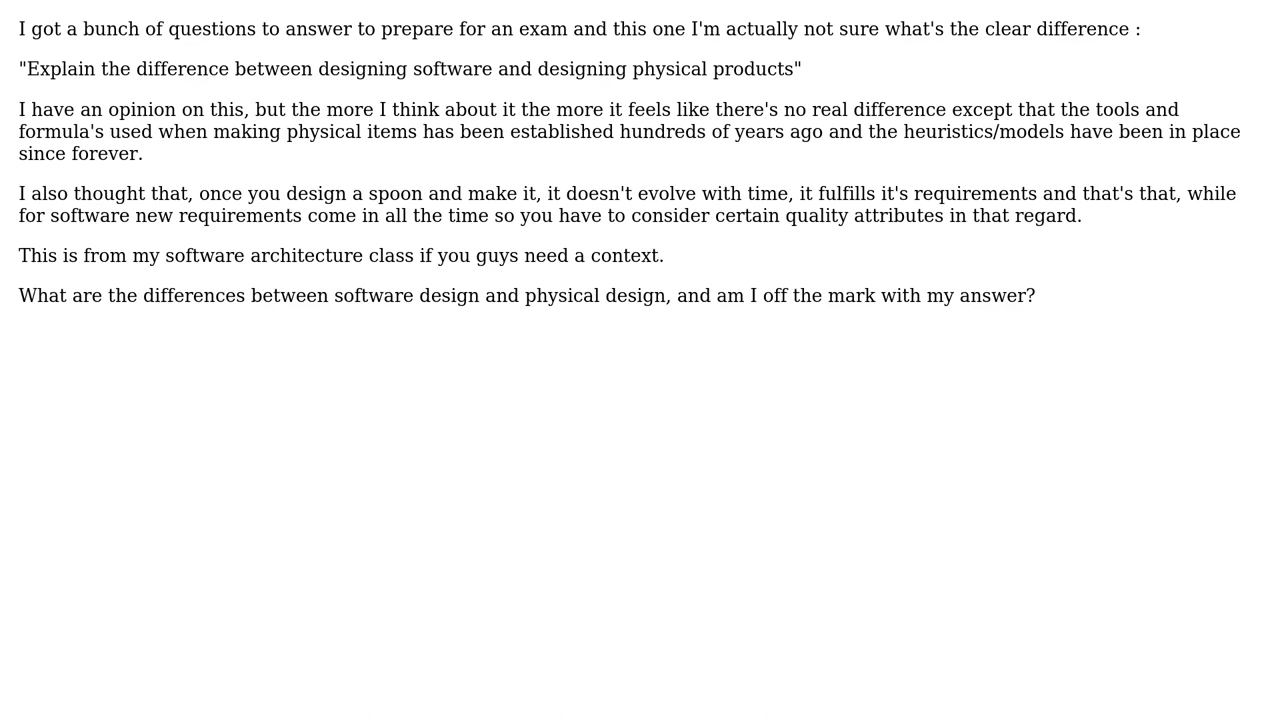 I got a bunch of questions to answer to prepare for an exam and this one I'm actually not sure what's the clear difference :
"Explain the difference between designing software and designing physical products"
I have an opinion on this, but the more I think about it the more it feels like there's no real difference except that the tools and
formula's used when making physical items has been established hundreds of years ago and the heuristics/models have been in place
since forever.
I also thought that, once you design a spoon and make it, it doesn't evolve with time, it fulfills it's requirements and that's that, while
for software new requirements come in all the time so you have to consider certain quality attributes in that regard.
This is from my software architecture class if you guys need a context.
What are the differences between software design and physical design, and am I off the mark with my answer?